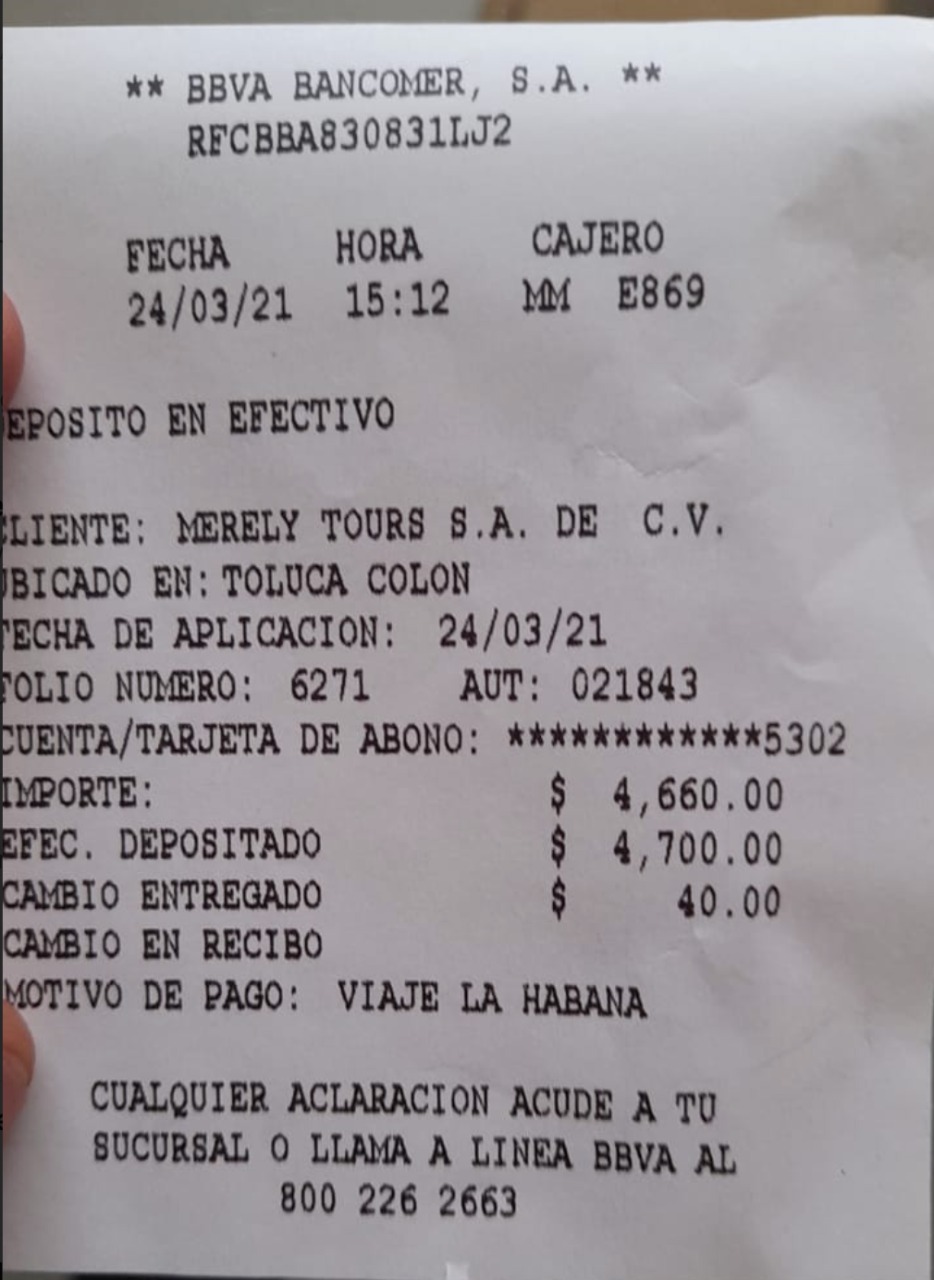 ** BBVA BANCOMER, S.A. **
RFCBBA830831LJ2
FECHA HORA CAJERO
24/03/21 15:12 MM E869
EPOSITO EN EFECTIVO
CLIENTE: MERELY TOURS S.A. DE C.V.
UBICADO EN: TOLUCA COLON
FECHA DE APLICACION: 24/03/21
FOLIO NUMERO: 6271 AUT: 021843
CUENTA/TARJETA DE ABONO: ************5302
IMPORTE: $ 4,660.00
EFEC. DEPOSITADO $ 4,700.00
CAMBIO ENTREGADO $ 40.00
CAMBIO EN RECIBO
MOTIVO DE PAGO: VIAJE LA HABANA
CUALQUIER ACLARACION ACUDE A TU
SUCURSAL O LLAMA A LINEA BBVA AL
800 226 2663